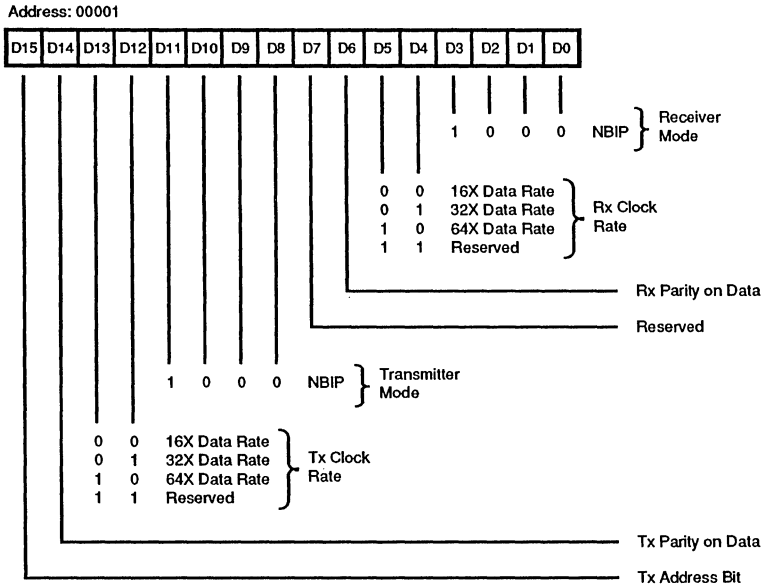 Address: 00001
D15 D14 D13 D12 D11 D10 D9 D8 D7 D6 D5 D4 D3 D2 D1 D0
1 0 0 0 NBIP
Receiver
Mode
0 0 16X Data Rate
0 1 32X Data Rate
1 0 64X Data Rate
1 1 Reserved
Rx Clock
Rate
Rx Parity on Data
Reserved
1 0 0 0 NBIP
Transmitter
Mode
0 0 16X Data Rate
0 1 32X Data Rate
1 0 64X Data Rate
1 1 Reserved
Tx Clock
Rate
Tx Parity on Data
Tx Address Bit